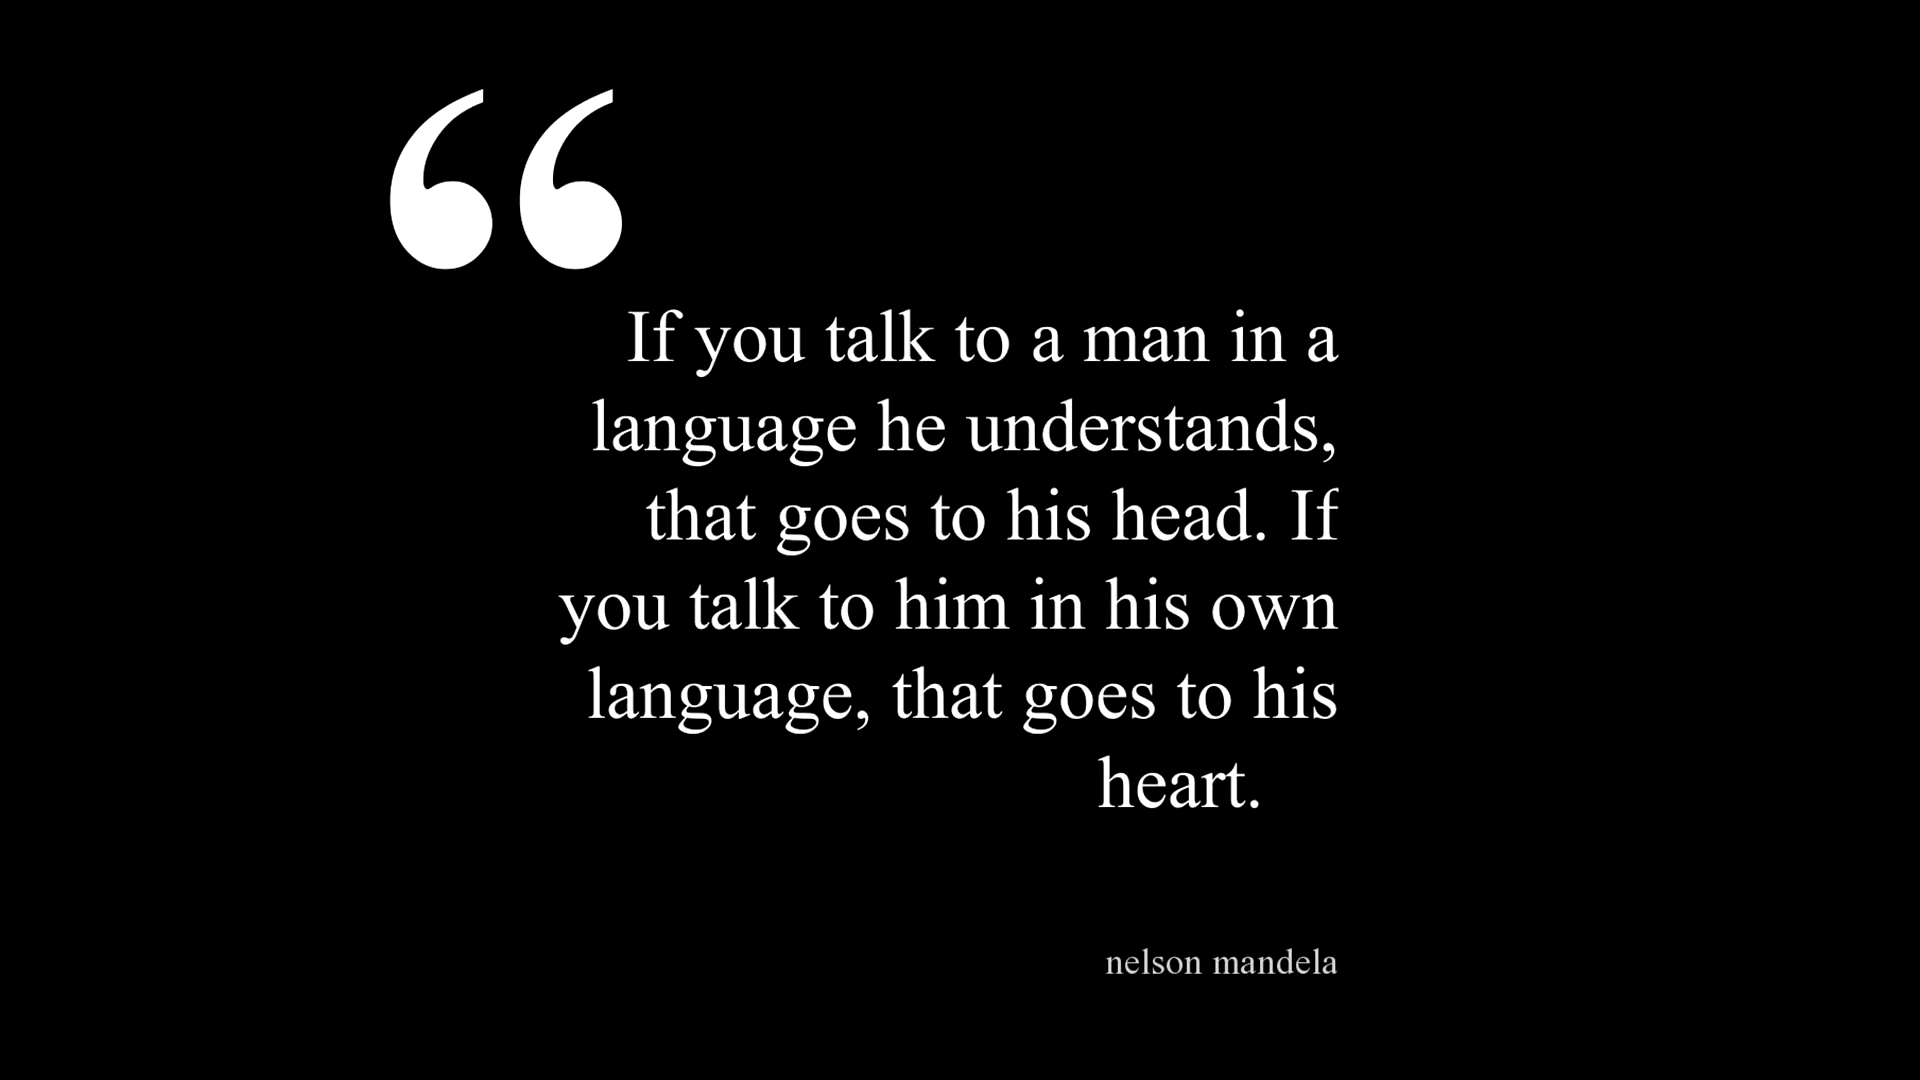 “
If you talk to a man in a
language he understands,
that goes to his head. If
you talk to him in his own
language, that goes to his
heart.
nelson mandela